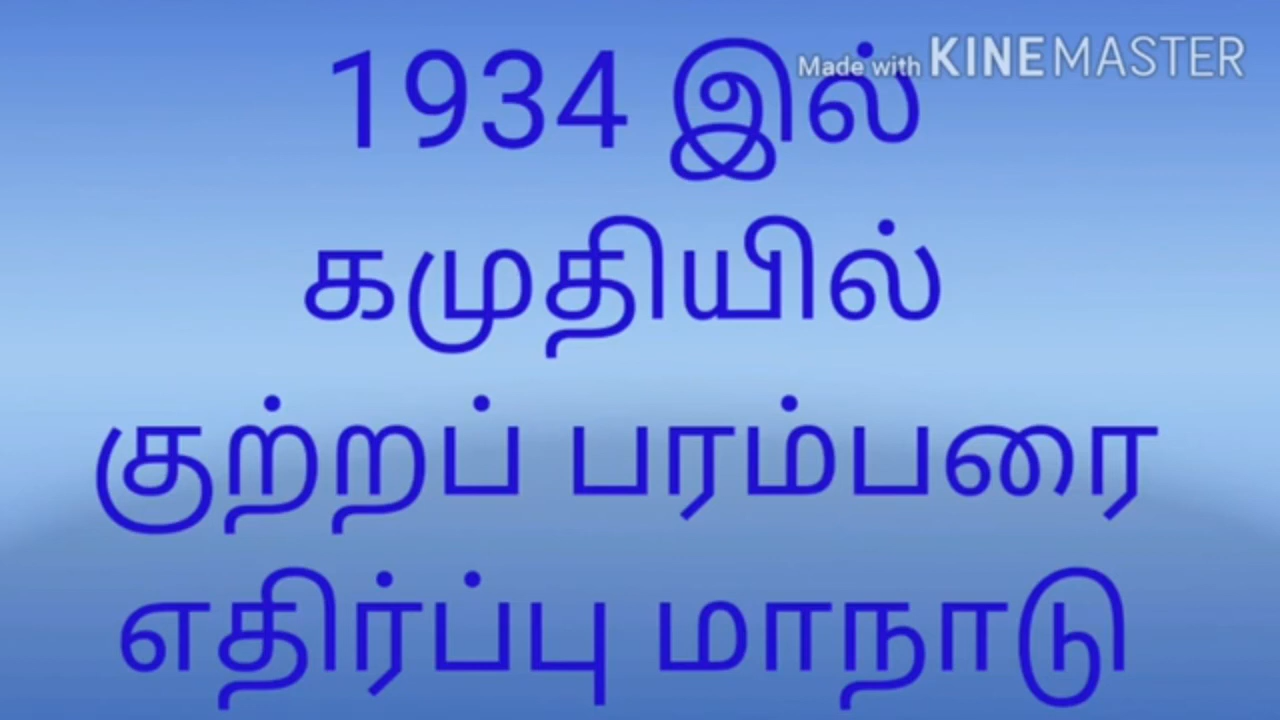 Made with KINEMASTER
1934 இல்
கமுதியில்
குற்றப் பரம்பரை
எதிர்ப்பு மாநாடு